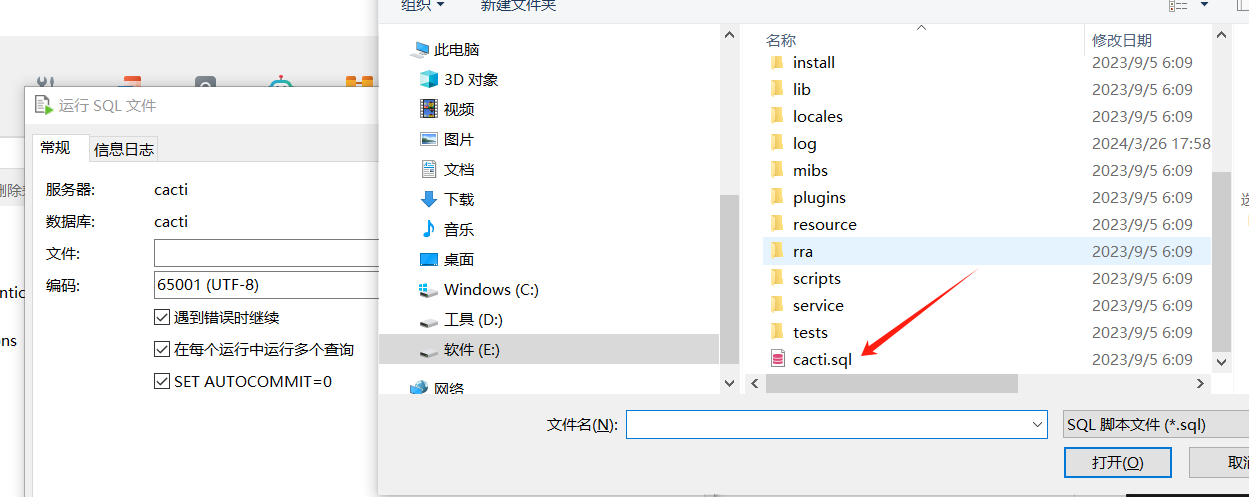 组织 新建文件夹
运行 SQL 文件
常规 信息日志
服务器: cacti
数据库: cacti
文件:
编码: 65001 (UTF-8)
遇到错误时继续
在每个运行中运行多个查询
SET AUTOCOMMIT=0
ns
此电脑
3D 对象
视频
图片
文档
下载
音乐
桌面
Windows (C:)
工具 (D:)
软件 (E:)
网络
名称 修改日期
install 2023/9/5 6:09
lib 2023/9/5 6:09
locales 2023/9/5 6:09
log 2024/3/26 17:58
mibs 2023/9/5 6:09
plugins 2023/9/5 6:09
resource 2023/9/5 6:09
rra 2023/9/5 6:09
scripts 2023/9/5 6:09
service 2023/9/5 6:09
tests 2023/9/5 6:09
cacti.sql 2023/9/5 6:09
文件名(N): SQL 脚本文件 (*.sql)
打开(O)